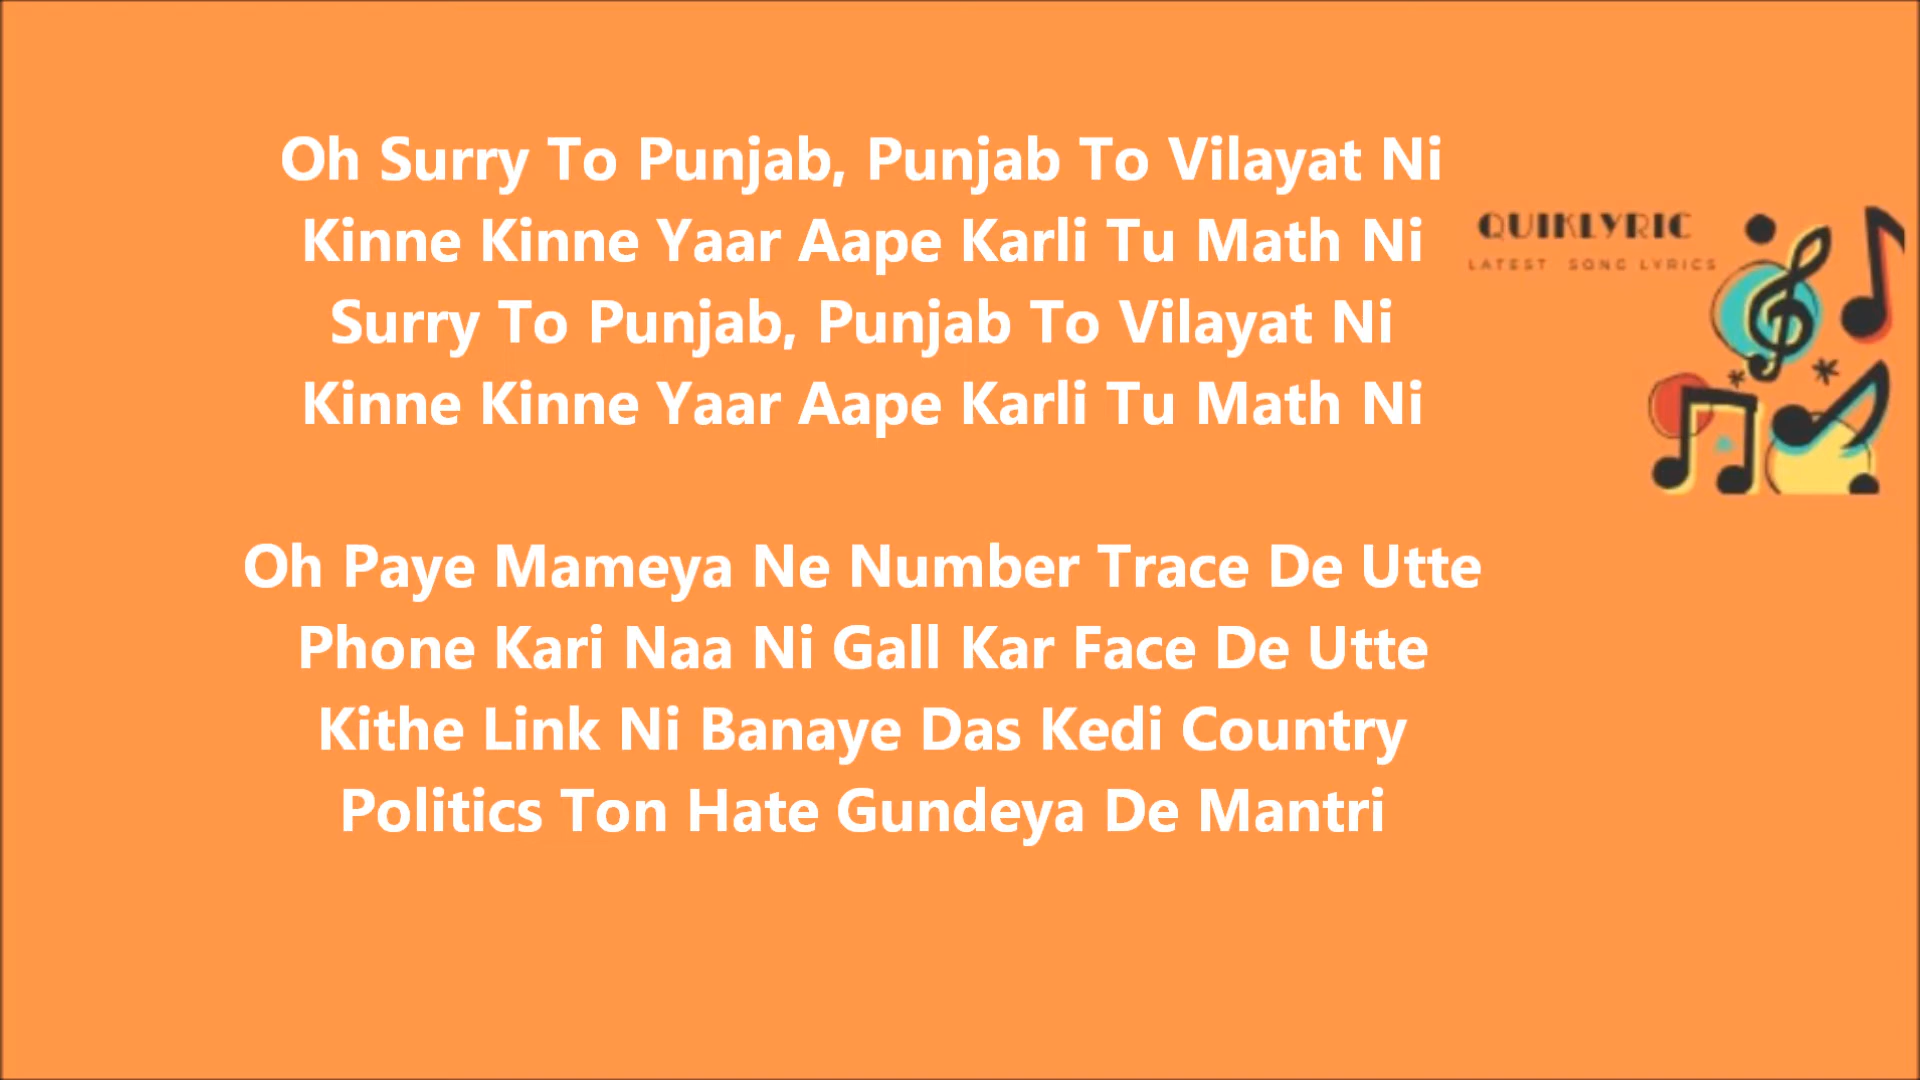 Oh Surry To Punjab, Punjab To Vilayat Ni
Kinne Kinne Yaar Aape Karli Tu Math Ni
QUIKLYRIC
LATEST SONG LYRICS
Surry To Punjab, Punjab To Vilayat Ni
Kinne Kinne Yaar Aape Karli Tu Math Ni
Oh Paye Mameya Ne Number Trace De Utte
Phone Kari Naa Ni Gall Kar Face De Utte
Kithe Link Ni Banaye Das Kedi Country
Politics Ton Hate Gundeya De Mantri